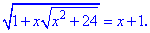 √(1+x√(x²+24)) = x+1.